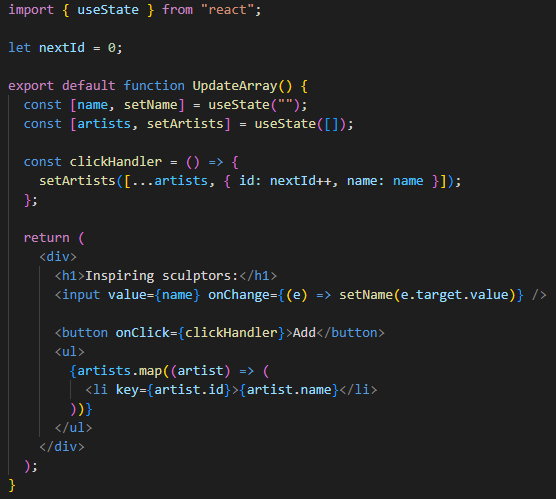 import { useState } from "react";
let nextId = 0;
export default function UpdateArray() {
  const [name, setName] = useState("");
  const [artists, setArtists] = useState([]);
  const clickHandler = () => {
    setArtists([...artists, { id: nextId++, name: name }]);
  };
  return (
    <div>
      <h1>Inspiring sculptors:</h1>
      <input value={name} onChange={(e) => setName(e.target.value)} />
      <button onClick={clickHandler}>Add</button>
      <ul>
        {artists.map((artist) => (
          <li key={artist.id}>{artist.name}</li>
        ))}
      </ul>
    </div>
  );
}